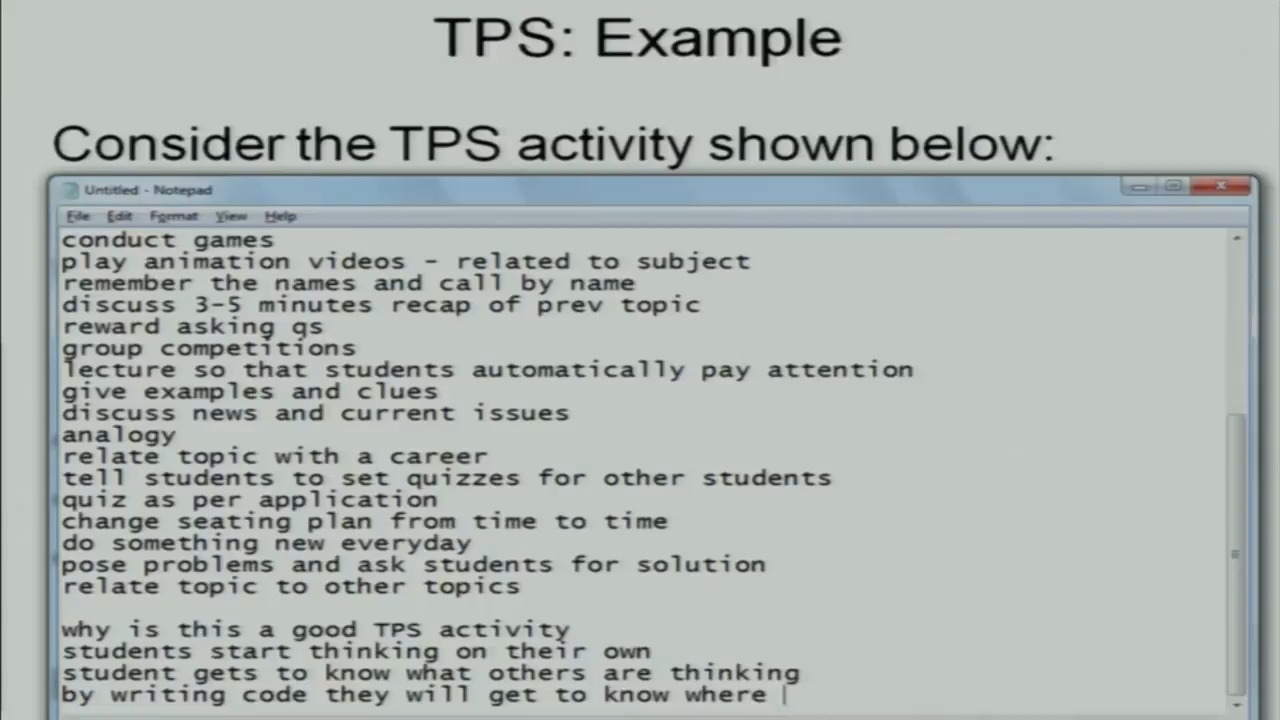 TPS: Example
Consider the TPS activity shown below:
Untitled - Notepad
File Edit Format View Help
conduct games
play animation videos - related to subject
remember the names and call by name
discuss 3-5 minutes recap of prev topic
reward asking qs
group competitions
lecture so that students automatically pay attention
give examples and clues
discuss news and current issues
analogy
relate topic with a career
tell students to set quizzes for other students
quiz as per application
change seating plan from time to time
do something new everyday
pose problems and ask students for solution
relate topic to other topics
why is this a good TPS activity
students start thinking on their own
student gets to know what others are thinking
by writing code they will get to know where